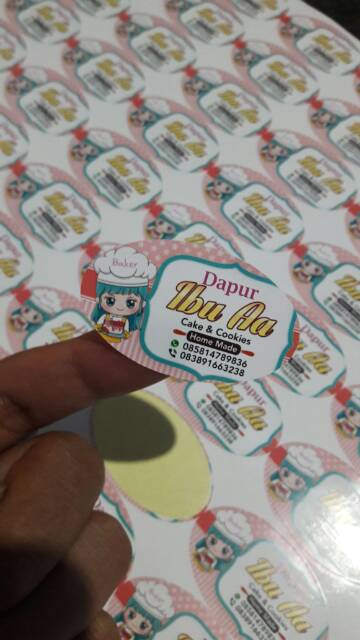 Baker
Dapur
Ibu Aa
Cake & Cookies
Home Made
085814789836
083891663238